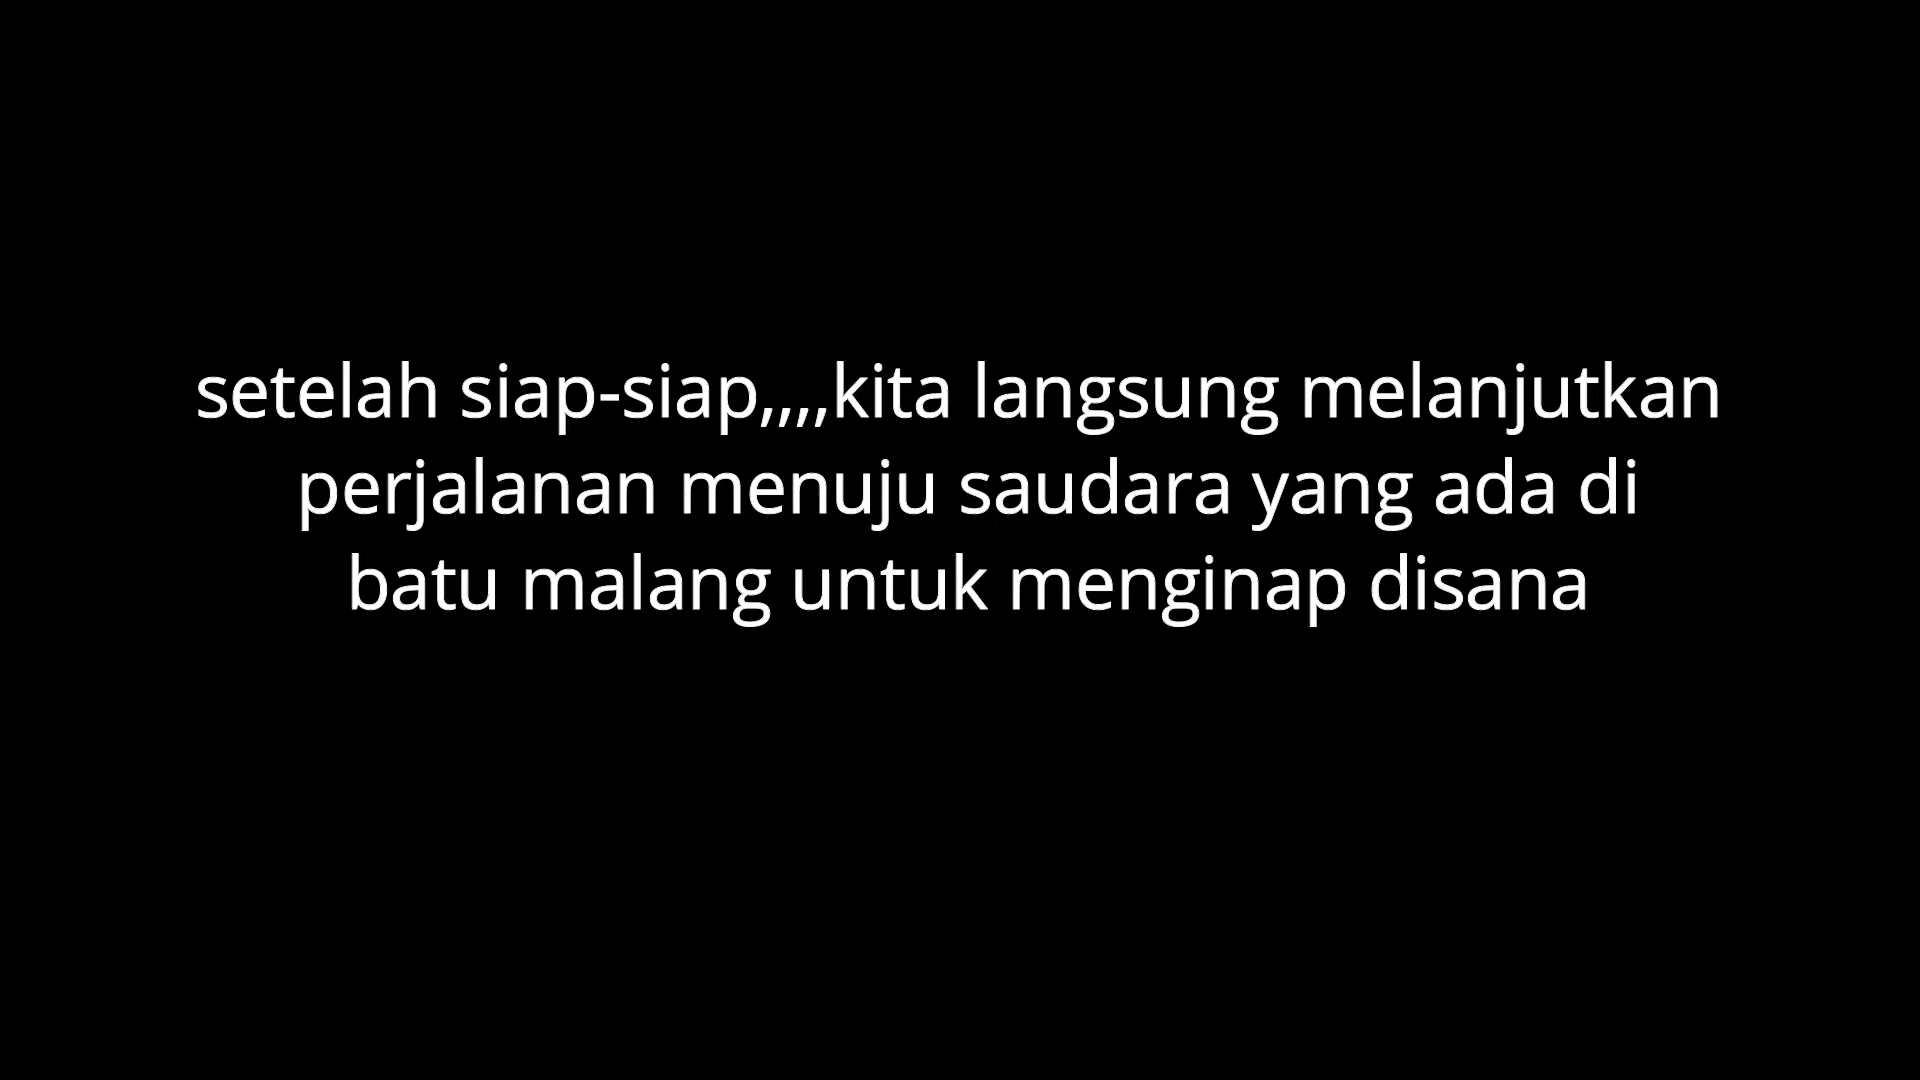 setelah siap-siap,,,,kita langsung melanjutkan
perjalanan menuju saudara yang ada di
batu malang untuk menginap disana